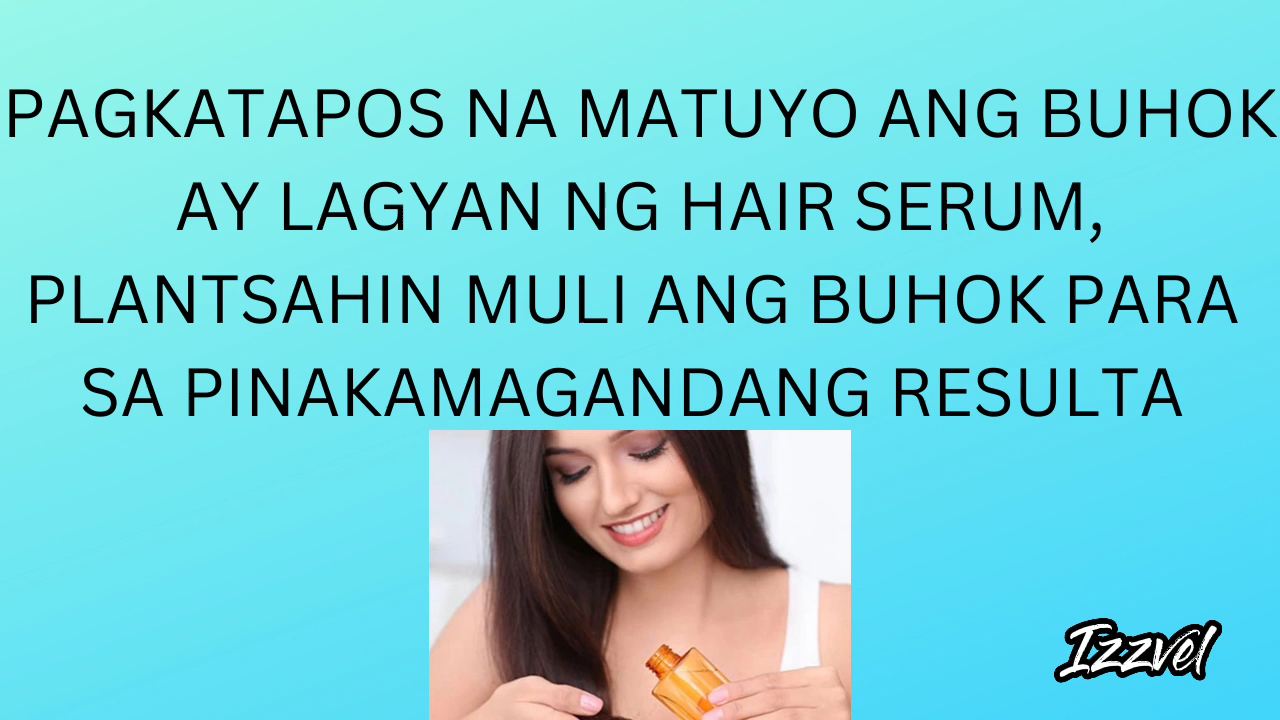 PAGKATAPOS NA MATUYO ANG BUHOK
AY LAGYAN NG HAIR SERUM,
PLANTSAHIN MULI ANG BUHOK PARA
SA PINAKAMAGANDANG RESULTA
Izzvel